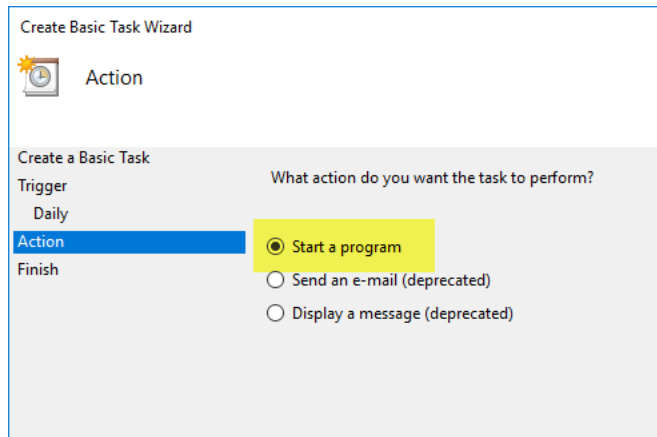 Create Basic Task Wizard
Action
Create a Basic Task
Trigger
Daily
Action
Finish
What action do you want the task to perform?
Start a program
Send an e-mail (deprecated)
Display a message (deprecated)